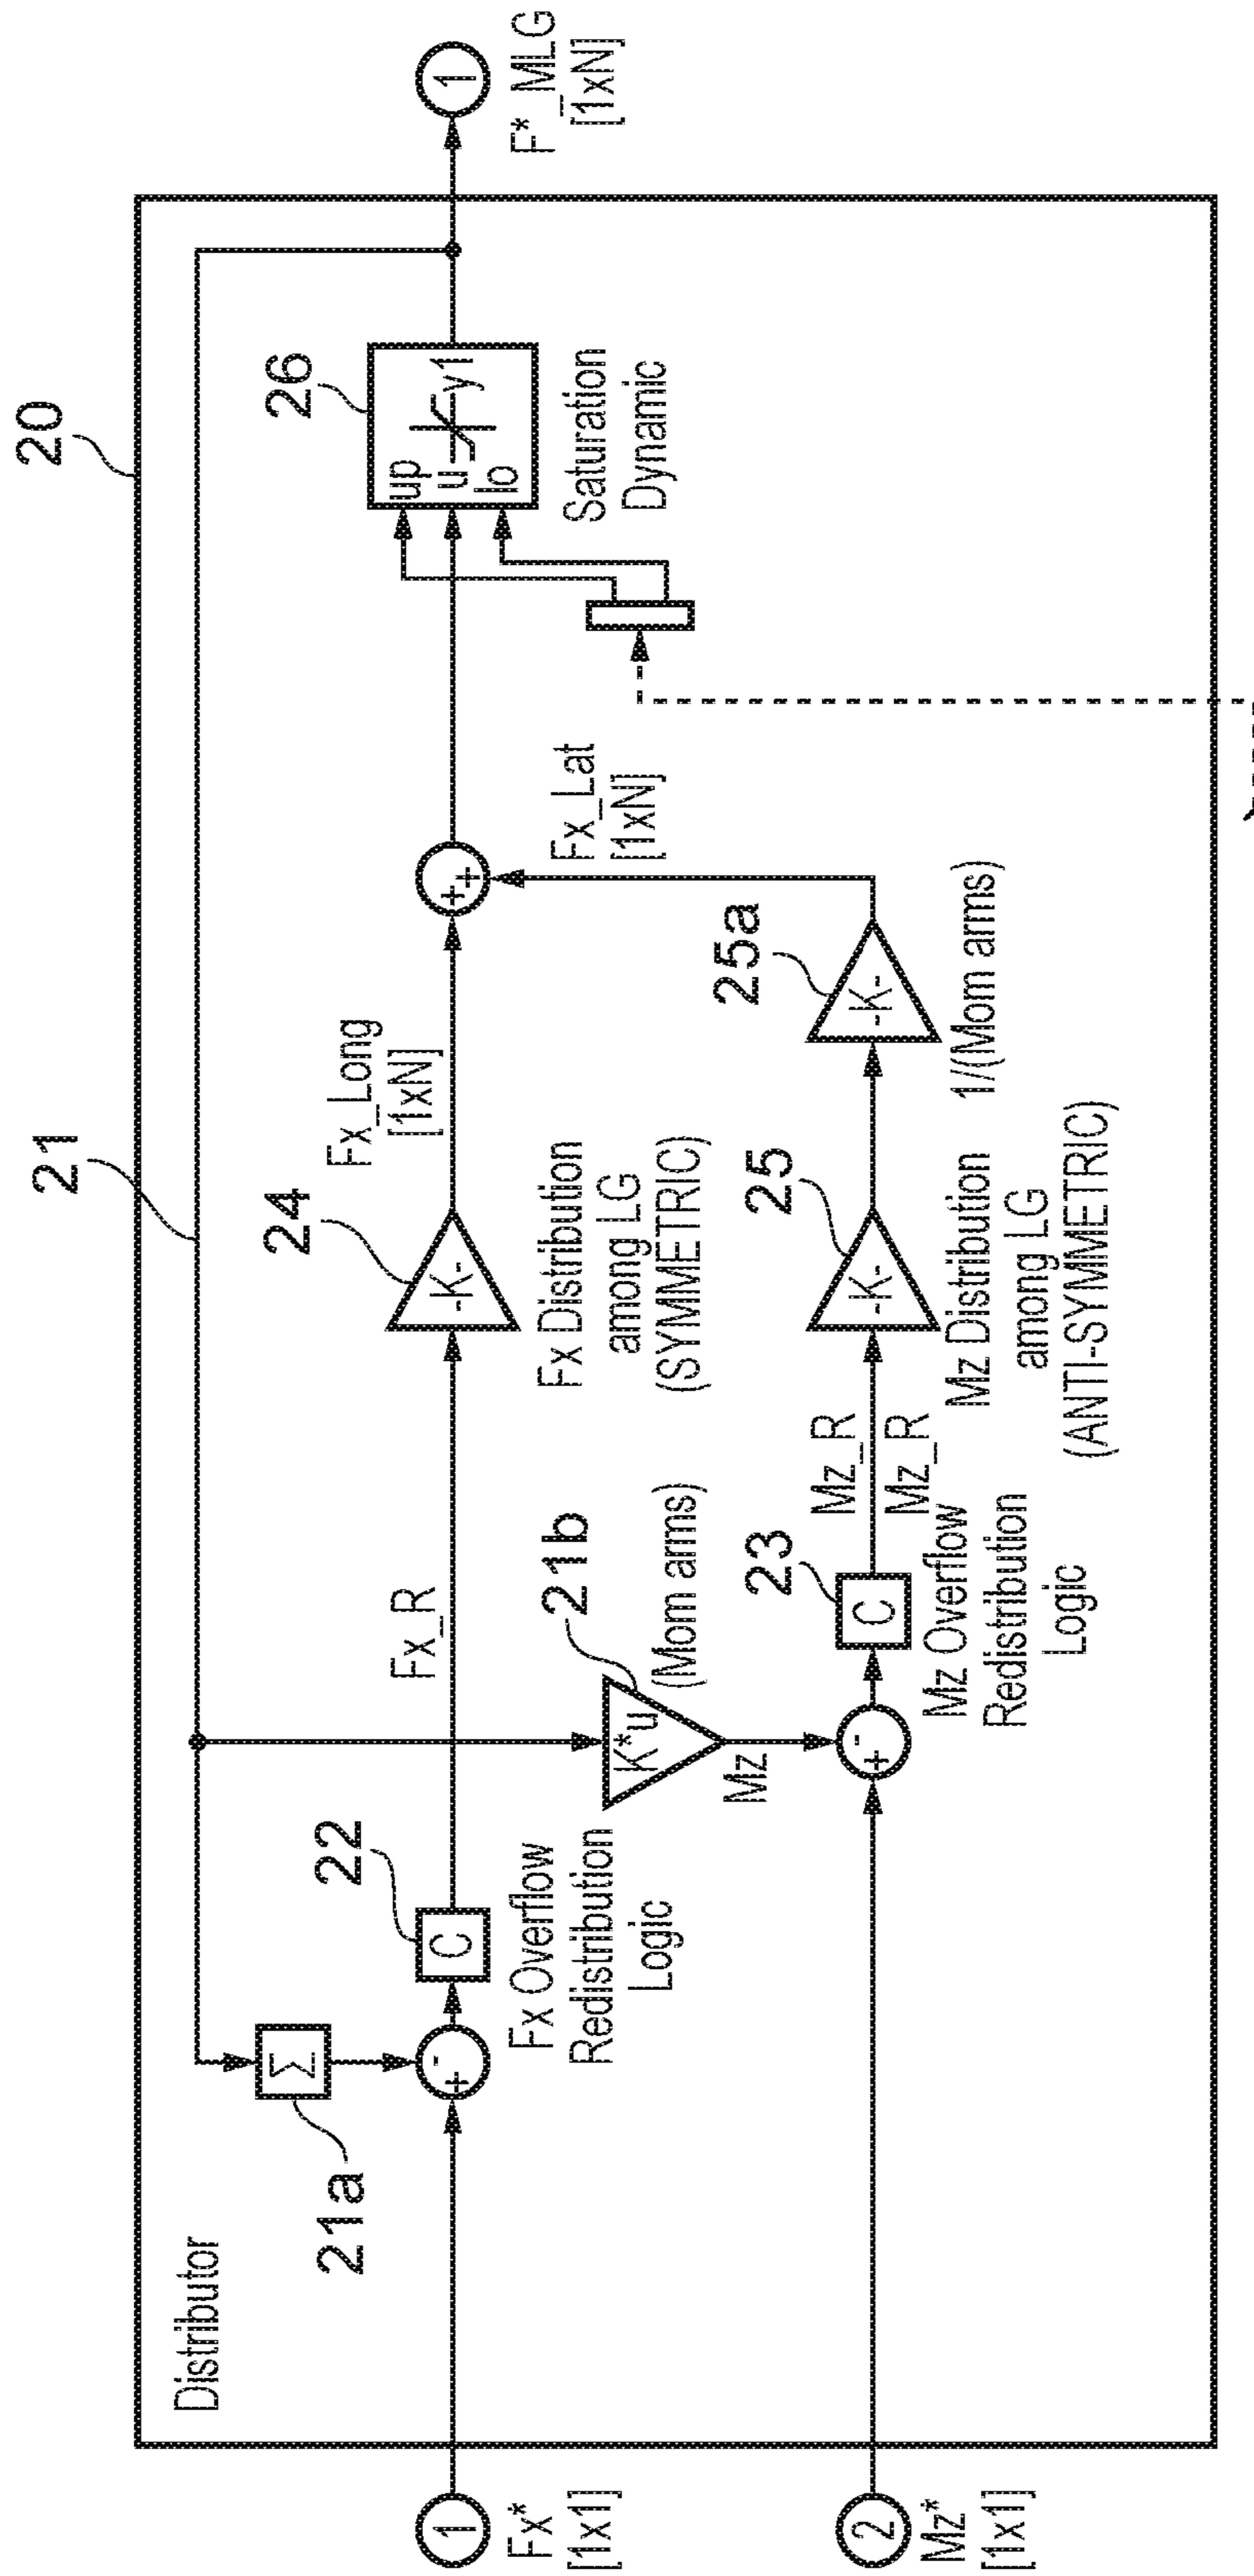 20
21
Distributor
21a
Σ
1
Fx*
[1x1]
+
-
22
C
Fx Overflow
Redistribution
Logic
Fx_R
24
-K-
Fx Distribution
among LG
(SYMMETRIC)
Fx_Long
[1xN]
+
+
Fx_Lat
[1xN]
26
up
u
lo
y1
Saturation
Dynamic
1
F*_MLG
[1xN]
21b
K*u
(Mom arms)
Mz
2
Mz*
[1x1]
+
-
23
C
Mz Overflow
Redistribution
Logic
Mz_R
Mz_R
25
-K-
Mz Distribution
among LG
(ANTI-SYMMETRIC)
25a
-K-
1/(Mom arms)